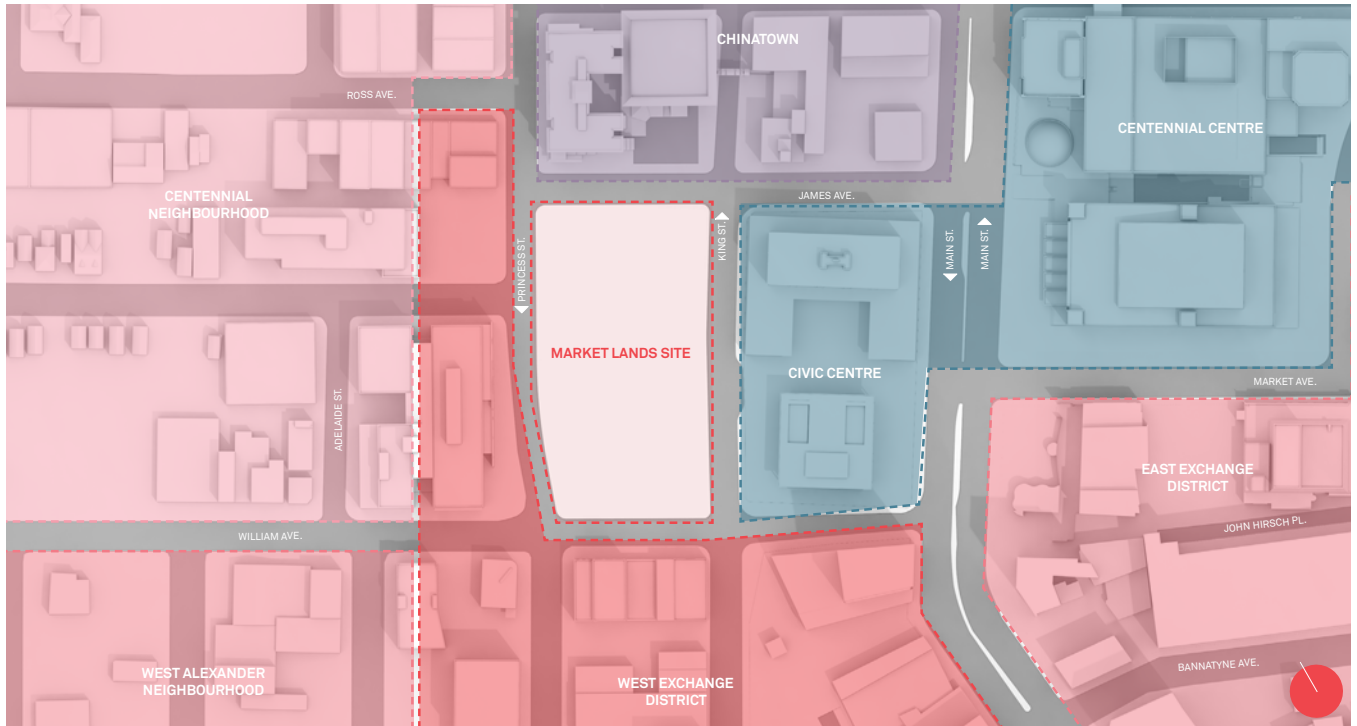 CHINATOWN
ROSS AVE.
CENTENNIAL CENTRE
CENTENNIAL
NEIGHBOURHOOD
JAMES AVE.
PRINCESS ST.
KING ST.
MAIN ST.
MAIN ST.
MARKET LANDS SITE
CIVIC CENTRE
MARKET AVE.
ADELAIDE ST.
EAST EXCHANGE
DISTRICT
JOHN HIRSCH PL.
WILLIAM AVE.
BANNATYNE AVE.
WEST ALEXANDER
NEIGHBOURHOOD
WEST EXCHANGE
DISTRICT